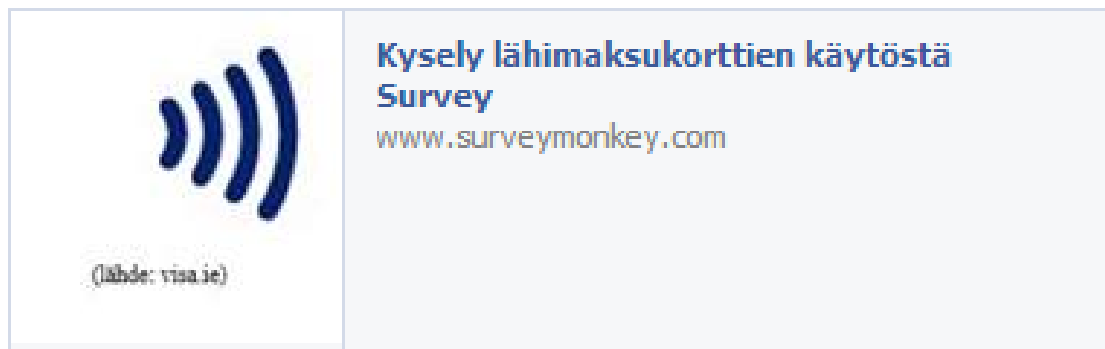 Kysely lähimaksukorttien käytöstä
Survey
www.surveymonkey.com
(lähde: visa.ie)